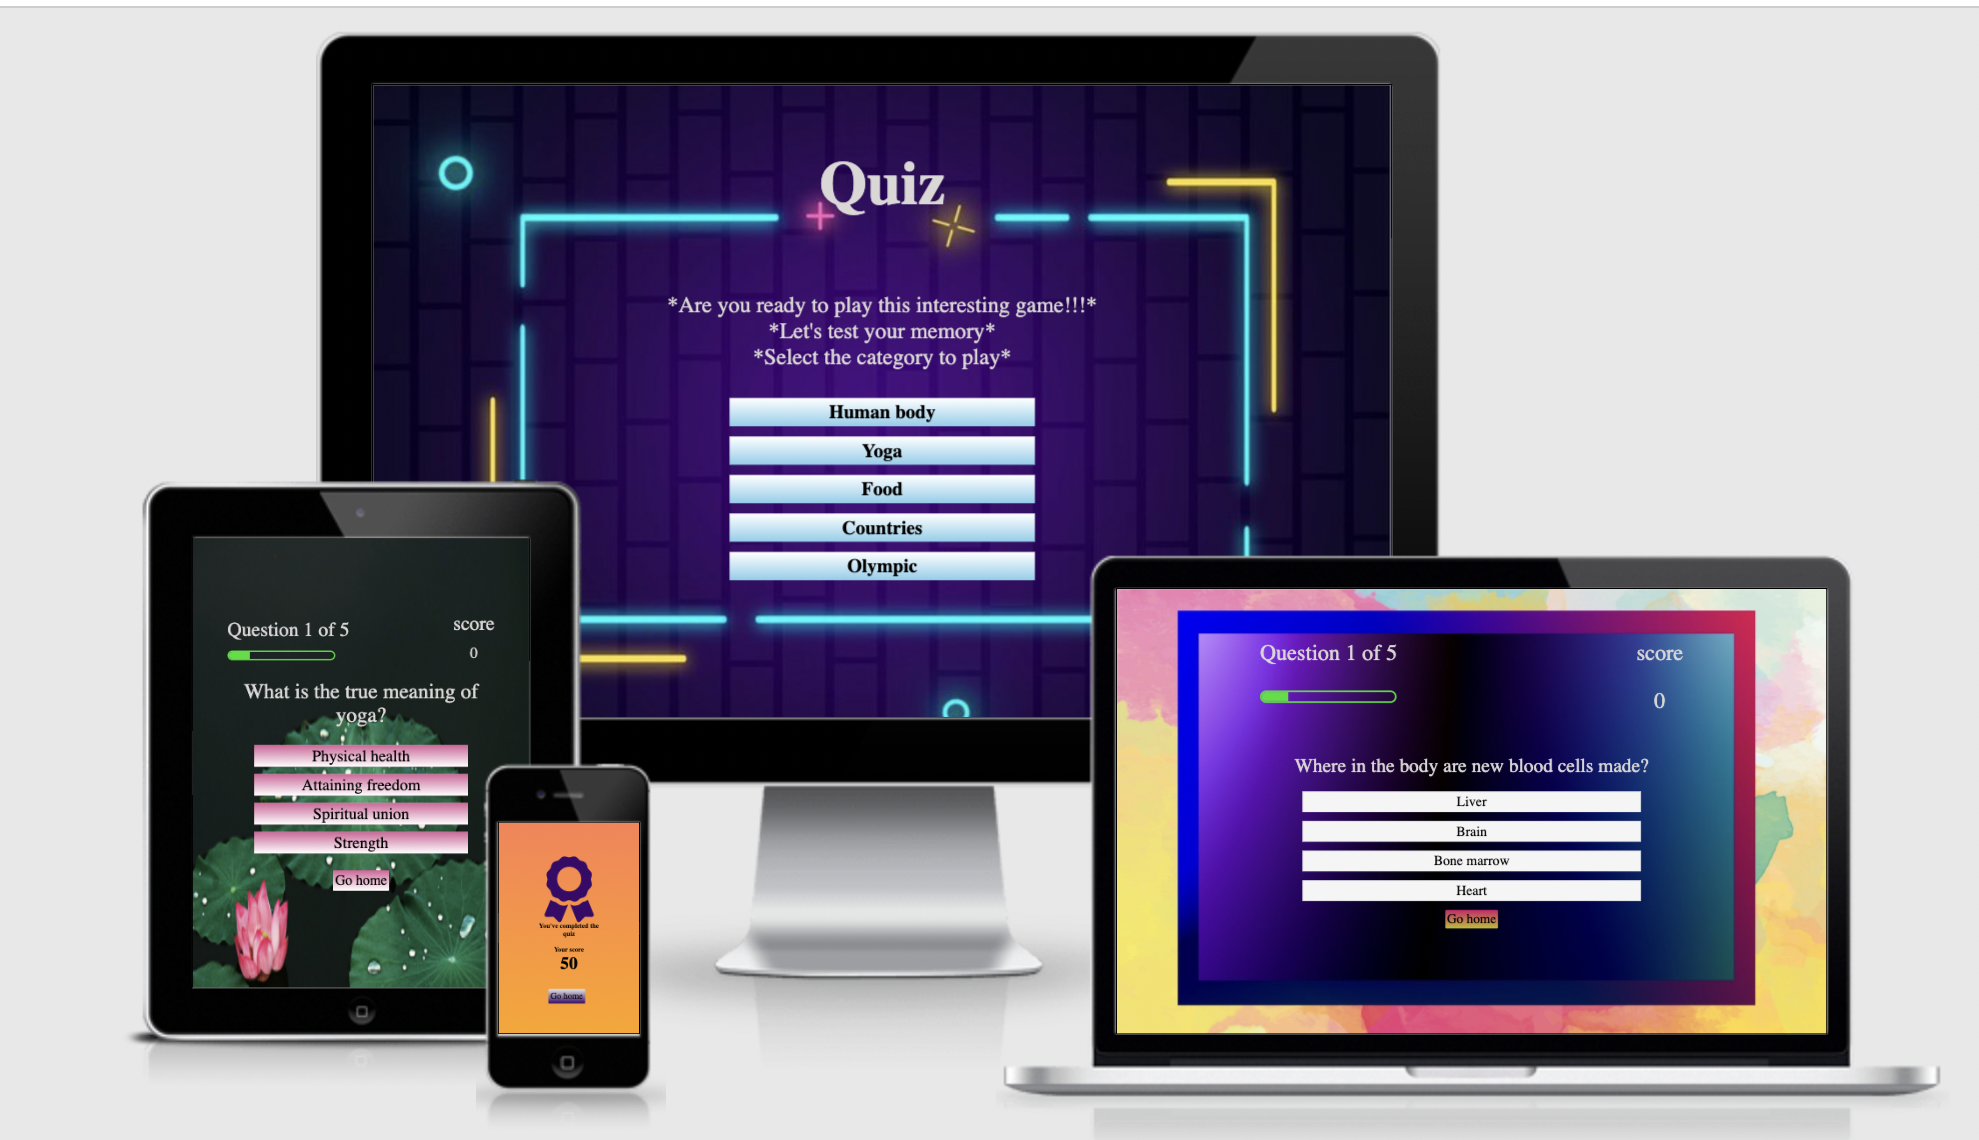 Quiz
*Are you ready to play this interesting game!!!*
*Let's test your memory*
*Select the category to play*
Human body
Yoga
Food
Countries
Olympic
Question 1 of 5
score
0
What is the true meaning of
yoga?
Physical health
Attaining freedom
Spiritual union
Strength
Go home
You've completed the
quiz
Your score
50
Go home
Question 1 of 5
score
0
Where in the body are new blood cells made?
Liver
Brain
Bone marrow
Heart
Go home